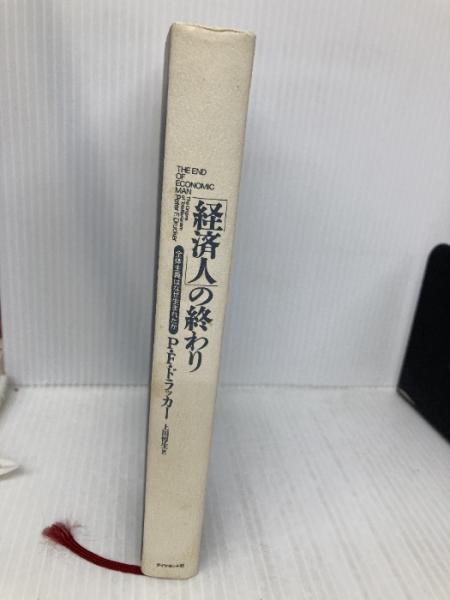 THE END
OF
ECONOMIC
MAN
The Origins
of Totalitarianism
Peter F. Drucker
「経済人」の終わり
全体主義はなぜ生まれたか
P・F・ドラッカー
上田惇生 訳
ダイヤモンド社